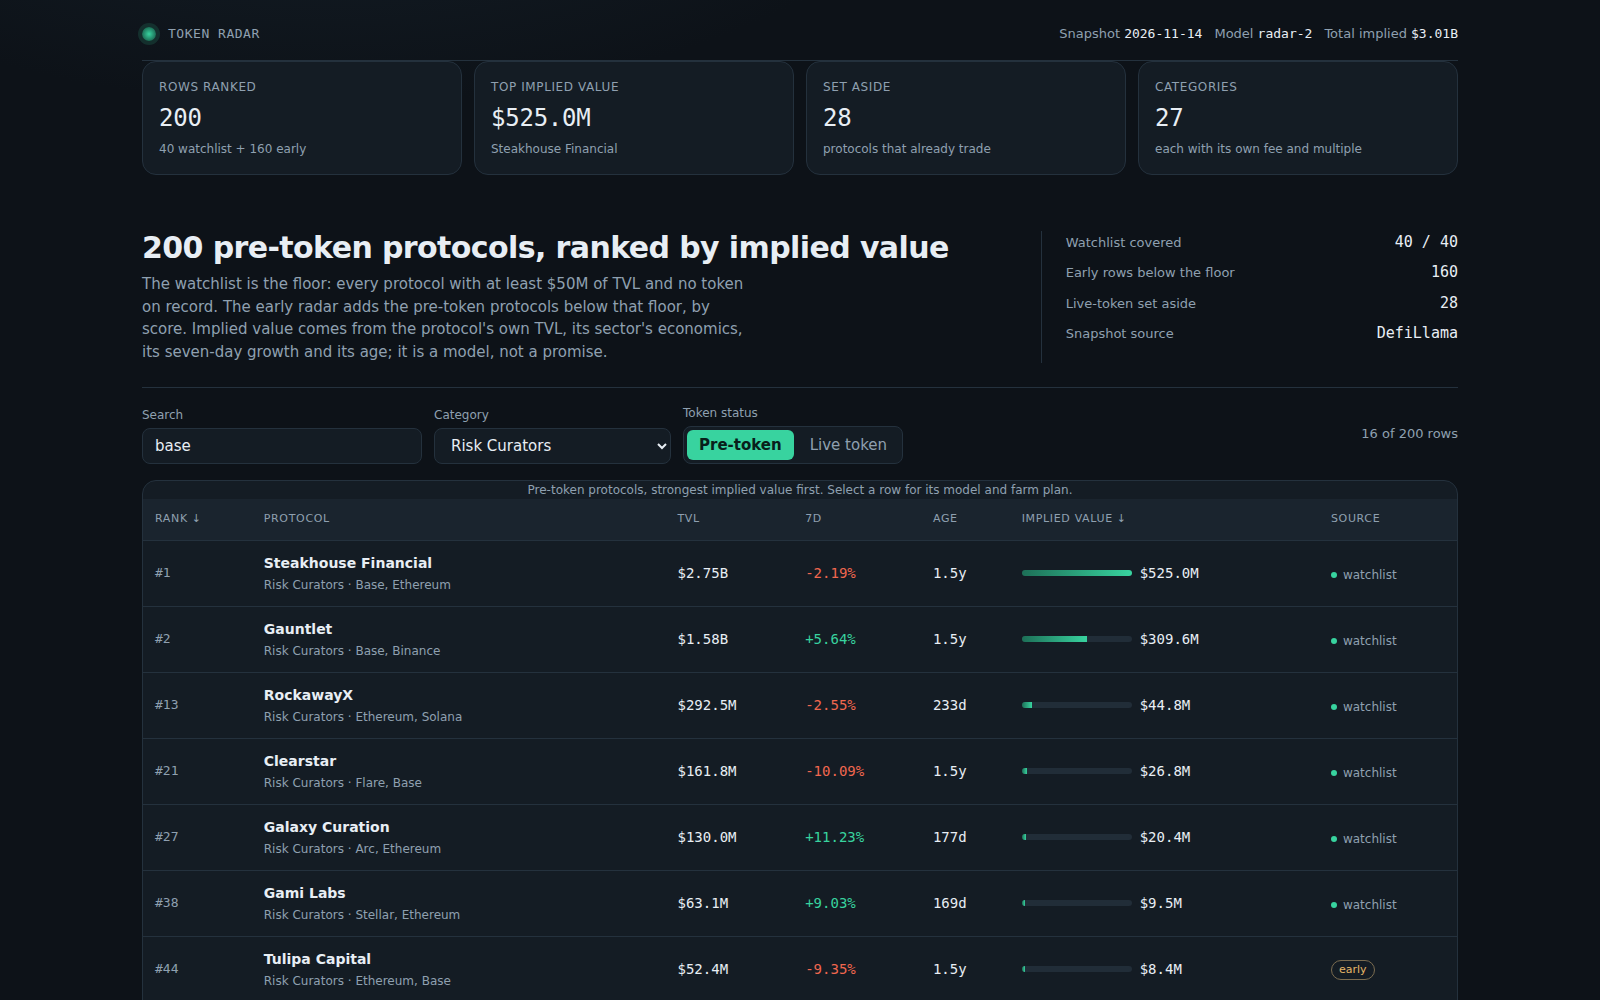 TOKEN RADAR
Snapshot 2026-11-14 Model radar-2 Total implied $3.01B
ROWS RANKED
200
40 watchlist + 160 early
TOP IMPLIED VALUE
$525.0M
Steakhouse Financial
SET ASIDE
28
protocols that already trade
CATEGORIES
27
each with its own fee and multiple
200 pre-token protocols, ranked by implied value
The watchlist is the floor: every protocol with at least $50M of TVL and no token
on record. The early radar adds the pre-token protocols below that floor, by
score. Implied value comes from the protocol's own TVL, its sector's economics,
its seven-day growth and its age; it is a model, not a promise.
Watchlist covered 40 / 40
Early rows below the floor 160
Live-token set aside 28
Snapshot source DefiLlama
Search
base
Category
Risk Curators
Token status
Pre-token Live token
16 of 200 rows
Pre-token protocols, strongest implied value first. Select a row for its model and farm plan.
RANK ↓ PROTOCOL TVL 7D AGE IMPLIED VALUE ↓ SOURCE
#1 Steakhouse Financial $2.75B -2.19% 1.5y $525.0M watchlist
Risk Curators · Base, Ethereum
#2 Gauntlet $1.58B +5.64% 1.5y $309.6M watchlist
Risk Curators · Base, Binance
#13 RockawayX $292.5M -2.55% 233d $44.8M watchlist
Risk Curators · Ethereum, Solana
#21 Clearstar $161.8M -10.09% 1.5y $26.8M watchlist
Risk Curators · Flare, Base
#27 Galaxy Curation $130.0M +11.23% 177d $20.4M watchlist
Risk Curators · Arc, Ethereum
#38 Gami Labs $63.1M +9.03% 169d $9.5M watchlist
Risk Curators · Stellar, Ethereum
#44 Tulipa Capital $52.4M -9.35% 1.5y $8.4M early
Risk Curators · Ethereum, Base